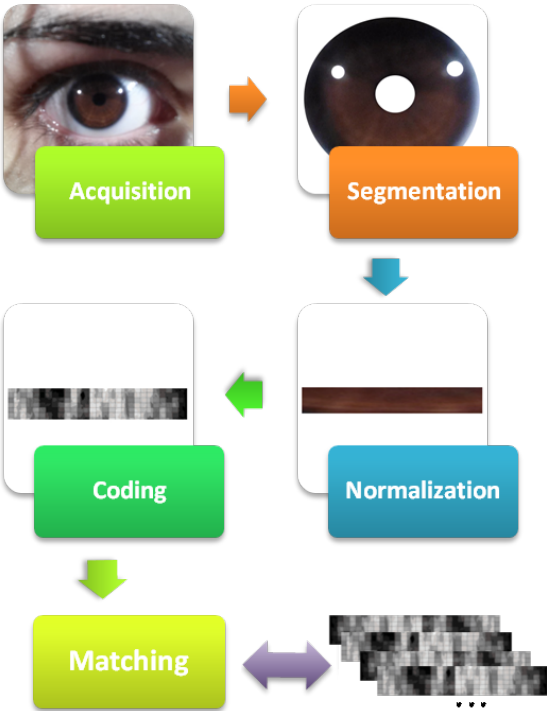 Acquisition
Segmentation
Normalization
Coding
Matching